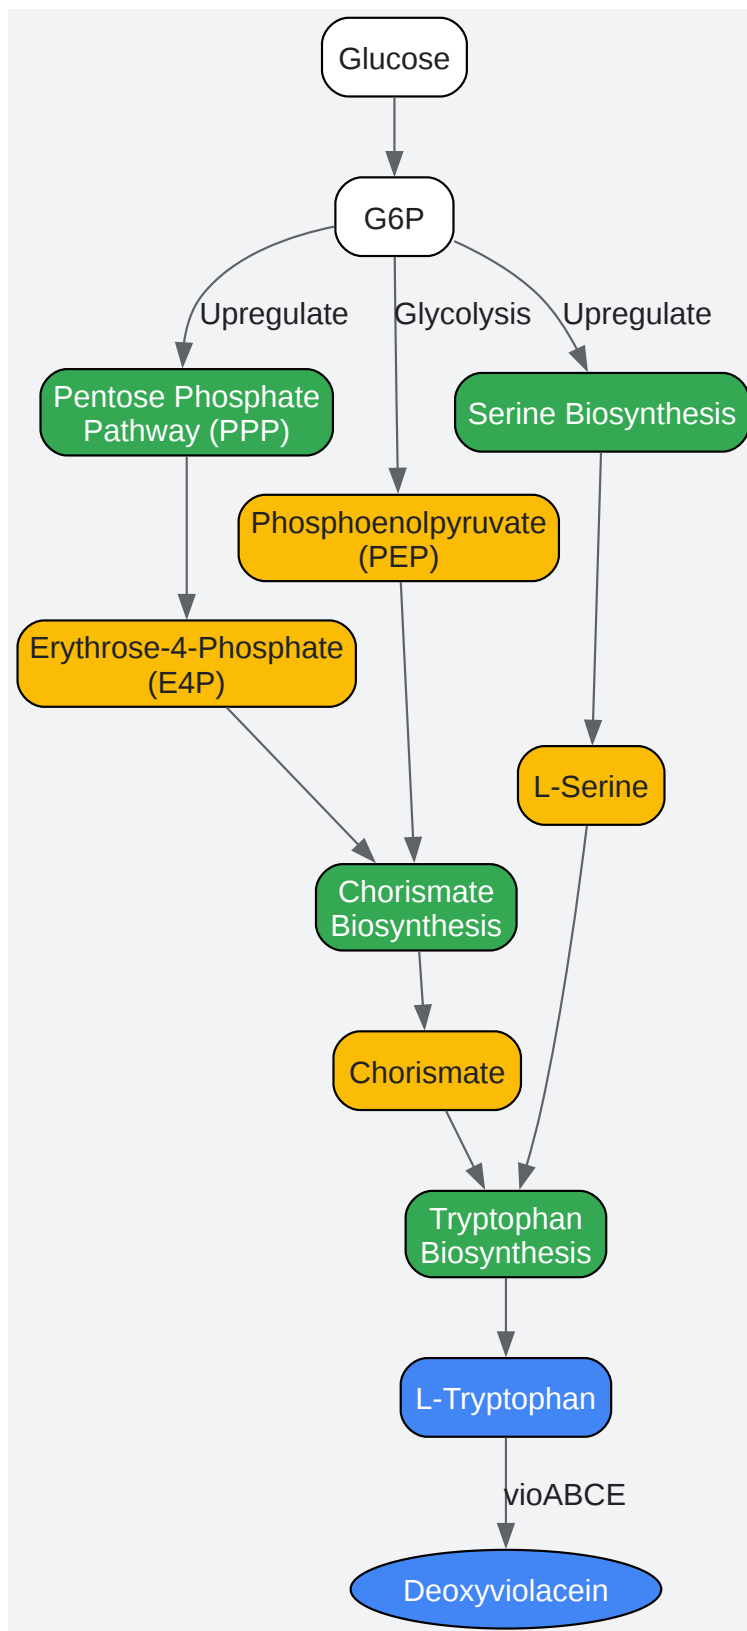 Glucose
G6P
Upregulate
Glycolysis
Upregulate
Pentose Phosphate
Pathway (PPP)
Serine Biosynthesis
Phosphoenolpyruvate
(PEP)
Erythrose-4-Phosphate
(E4P)
L-Serine
Chorismate
Biosynthesis
Chorismate
Tryptophan
Biosynthesis
L-Tryptophan
vioABCE
Deoxyviolacein